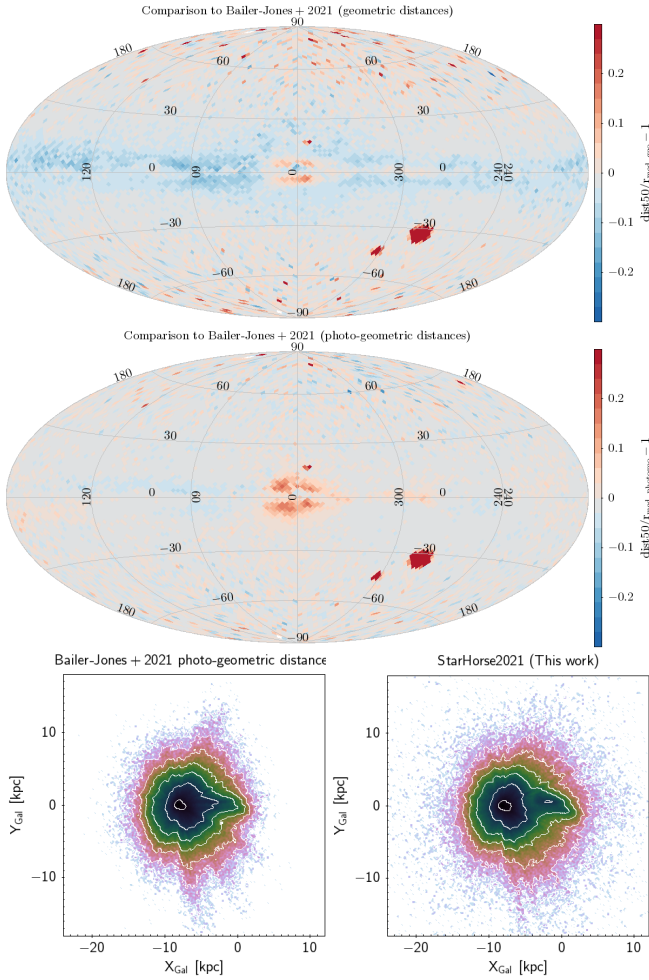 Comparison to Bailer-Jones + 2021 (geometric distances)
90
180 60 60 180
30 30
120 0 60 0 300 0 240
−30 −30
−60 −60
180 −90 180
0.2
0.1
0
−0.1
−0.2
Comparison to Bailer-Jones + 2021 (photo-geometric distances)
90
180 60 60 180
30 30
120 0 60 0 300 0 240
−30 −30
−60 −60
180 −90 180
0.2
0.1
0
−0.1
−0.2
Bailer-Jones + 2021 photo-geometric distance
10
0
−10
−20 −10 0 10
Y_Gal [kpc]
X_Gal [kpc]
StarHorse2021 (This work)
10
0
−10
−20 −10 0 10
Y_Gal [kpc]
X_Gal [kpc]